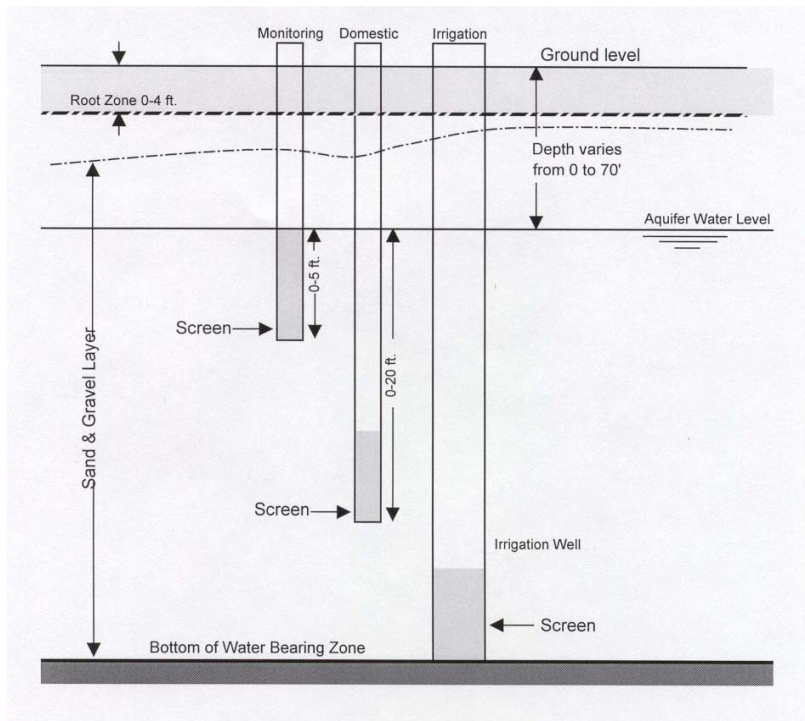 Monitoring Domestic Irrigation
Ground level
Root Zone 0-4 ft.
Depth varies
from 0 to 70'
Aquifer Water Level
0-5 ft.
Screen
Sand & Gravel Layer
0-20 ft.
Screen
Irrigation Well
Screen
Bottom of Water Bearing Zone